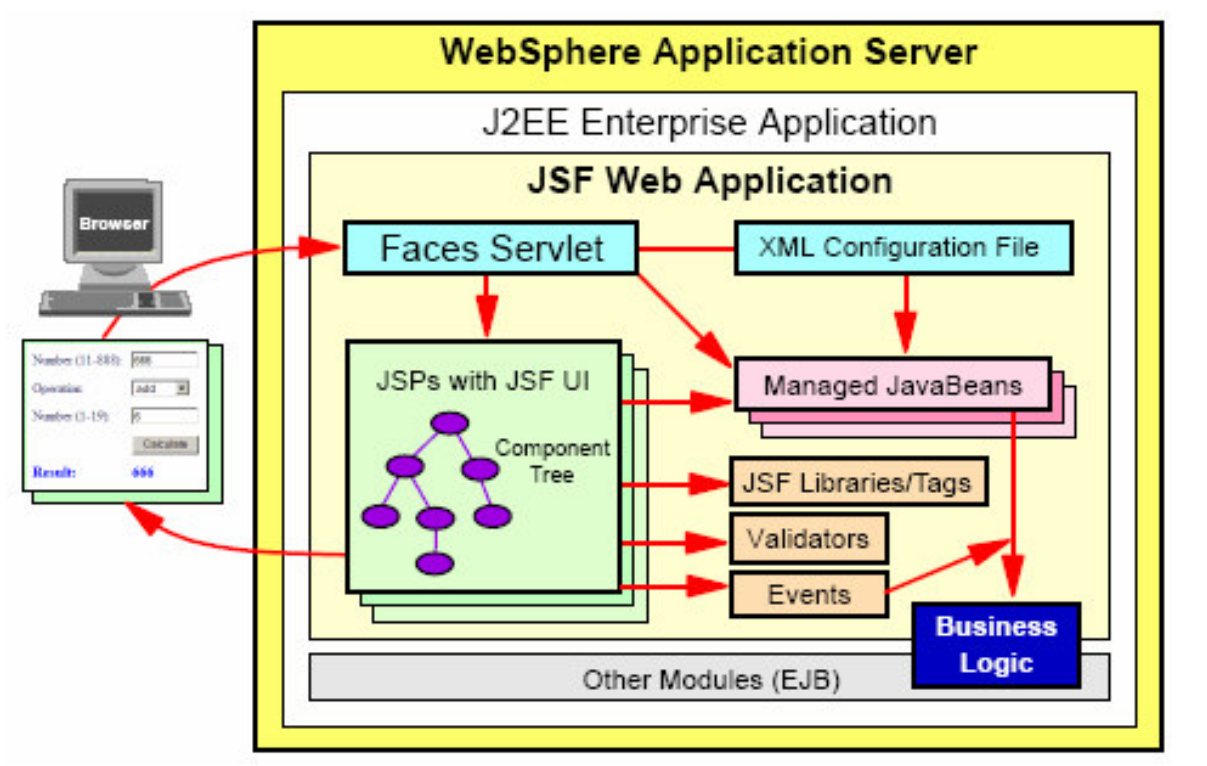 WebSphere Application Server
J2EE Enterprise Application
JSF Web Application
Browser
Faces Servlet
XML Configuration File
Number (11-888):
Operation
add
Number (1-19):
6
Calculate
Result: 666
JSPs with JSF UI
Component
Tree
Managed JavaBeans
JSF Libraries/Tags
Validators
Events
Business
Logic
Other Modules (EJB)